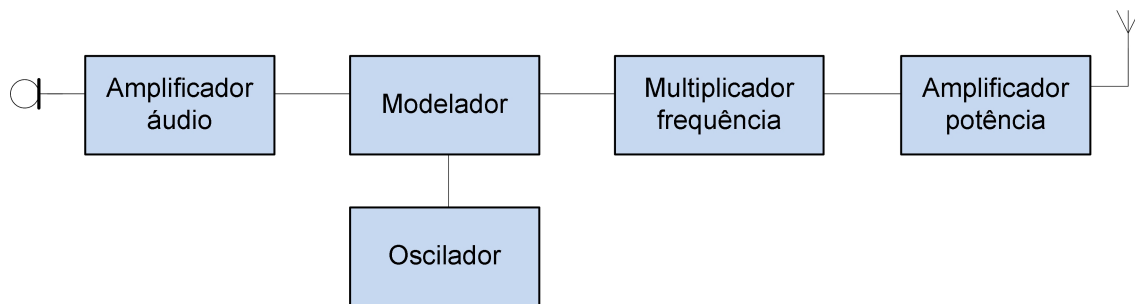 Amplificador
áudio
Modelador
Multiplicador
frequência
Amplificador
potência
Oscilador